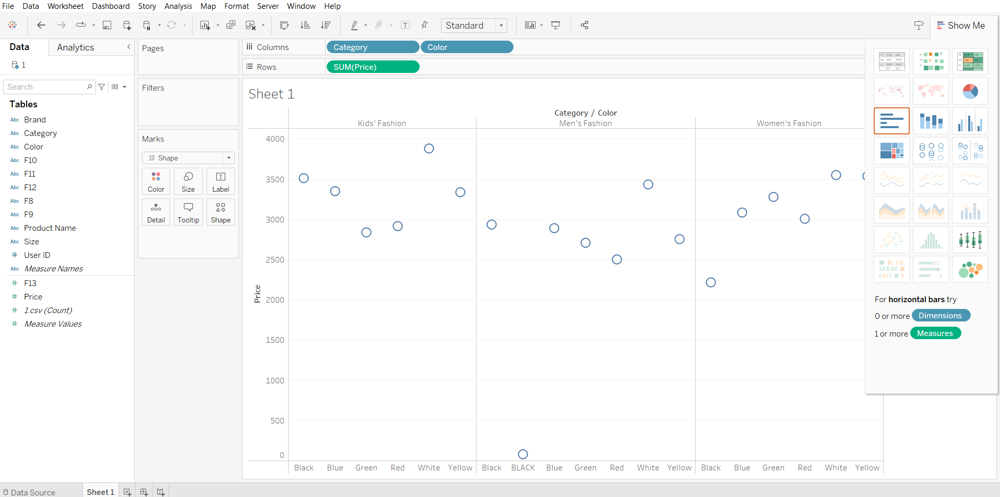 File Data Worksheet Dashboard Story Analysis Map Format Server Window Help
Standard
Show Me
Data Analytics
1
Search
Tables
Brand
Category
Color
F10
F11
F12
F8
F9
Product Name
Size
User ID
Measure Names
F13
Price
1.csv (Count)
Measure Values
Pages
Filters
Marks
Shape
Color Size Label
Detail Tooltip Shape
Columns Category Color
Rows SUM(Price)
Sheet 1
Category / Color
Kids’ Fashion Men’s Fashion Women’s Fashion
4000
3500
3000
2500
2000
1500
1000
500
0
Price
Black Blue Green Red White Yellow Black BLACK Blue Green Red White Yellow Black Blue Green Red White Yellow
For horizontal bars try
0 or more Dimensions
1 or more Measures
Data Source Sheet 1